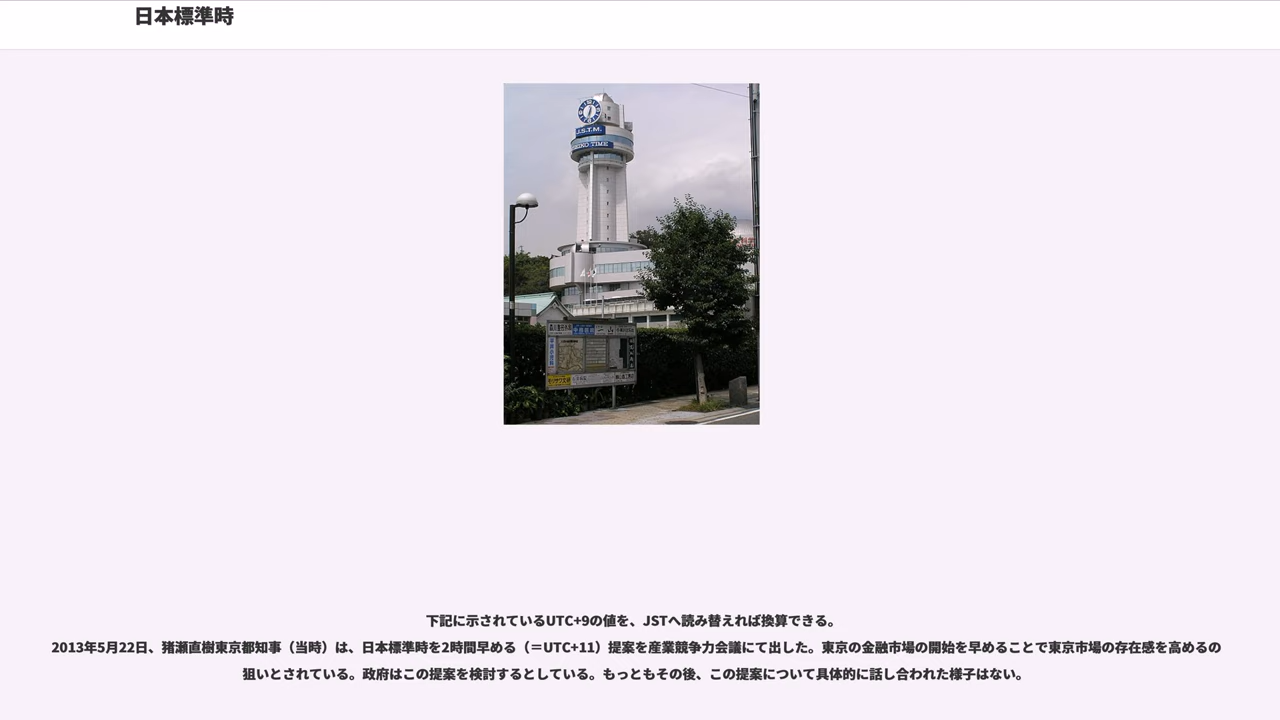 日本標準時
J.S.T.M.
SEIKO TIME
下記に示されているUTC+9の値を、JSTへ読み替えれば換算できる。
2013年5月22日、猪瀬直樹東京都知事（当時）は、日本標準時を2時間早める（＝UTC+11）提案を産業競争力会議にて出した。東京の金融市場の開始を早めることで東京市場の存在感を高めるの
狙いとされている。政府はこの提案を検討するとしている。もっともその後、この提案について具体的に話し合われた様子はない。